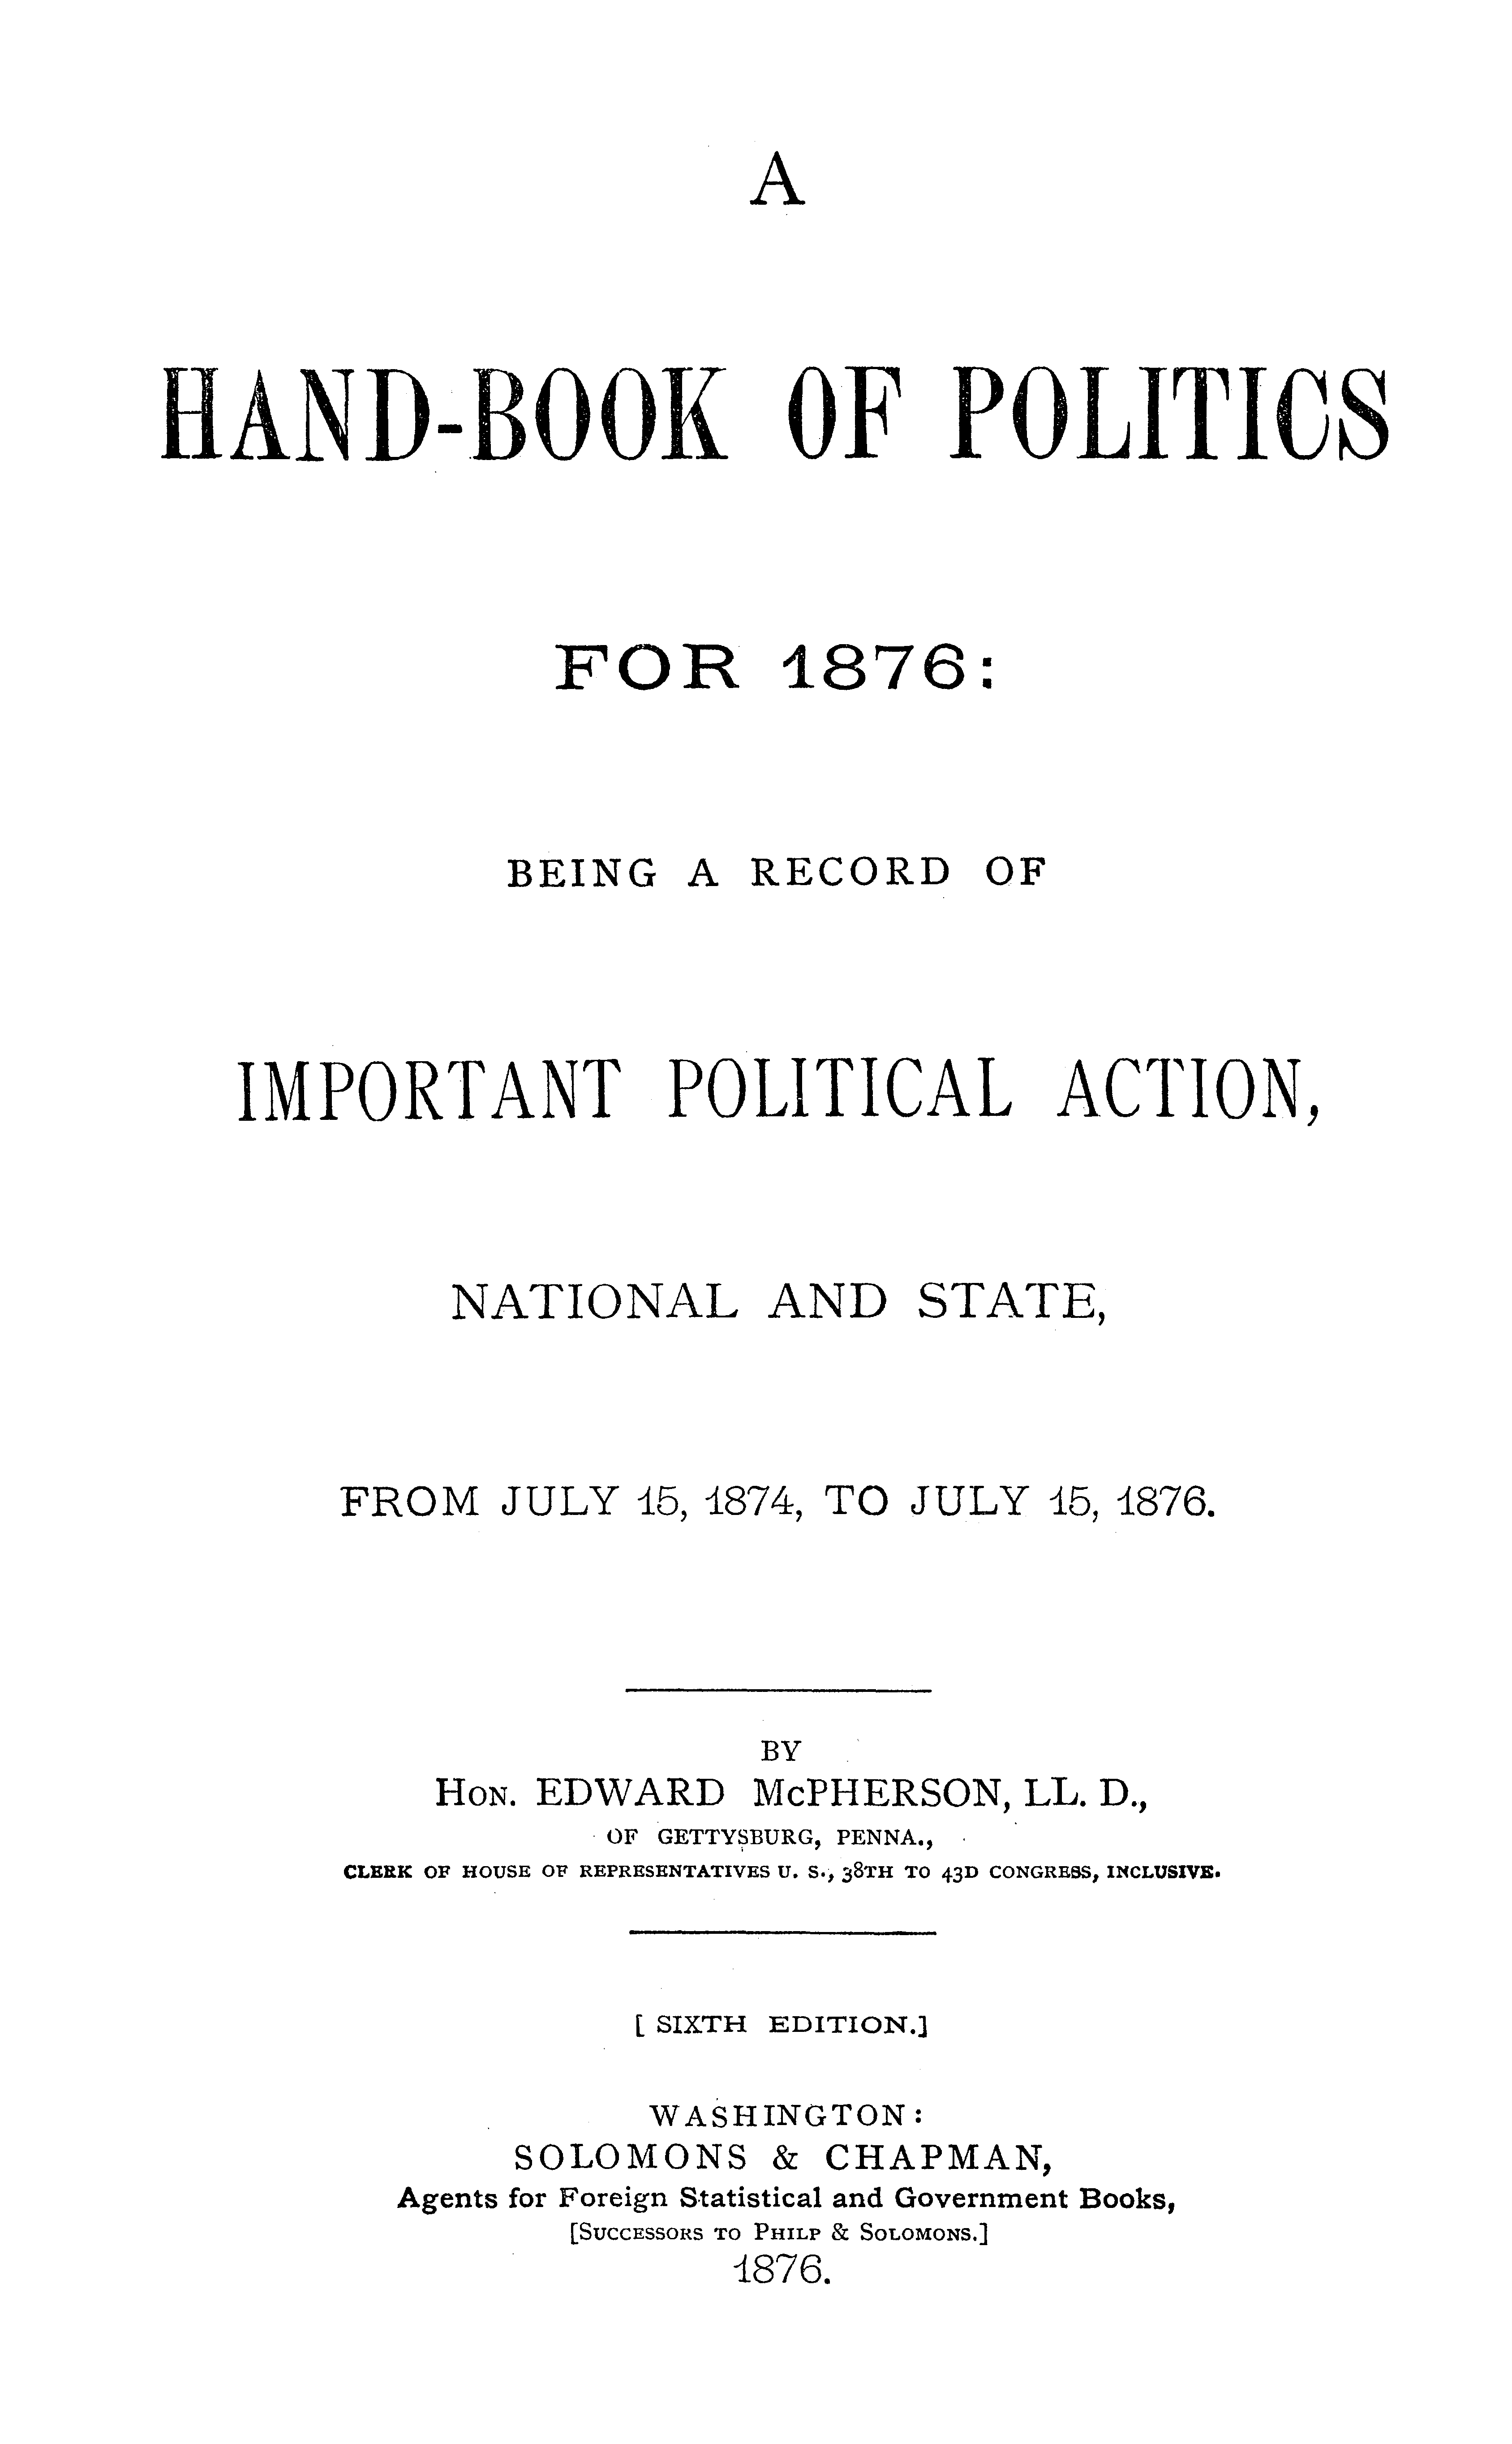 A
HAND-BOOK OF POLITICS
FOR 1876:
BEING A RECORD OF
IMPORTANT POLITICAL ACTION,
NATIONAL AND STATE,
FROM JULY 15, 1874, TO JULY 15, 1876.
BY
HON. EDWARD McPHERSON, LL. D.,
OF GETTYSBURG, PENNA.,
CLERK OF HOUSE OF REPRESENTATIVES U. S., 38TH TO 43D CONGRESS, INCLUSIVE.
[ SIXTH EDITION.]
WASHINGTON:
SOLOMONS & CHAPMAN,
Agents for Foreign Statistical and Government Books,
[SUCCESSORS TO PHILP & SOLOMONS.]
1876.